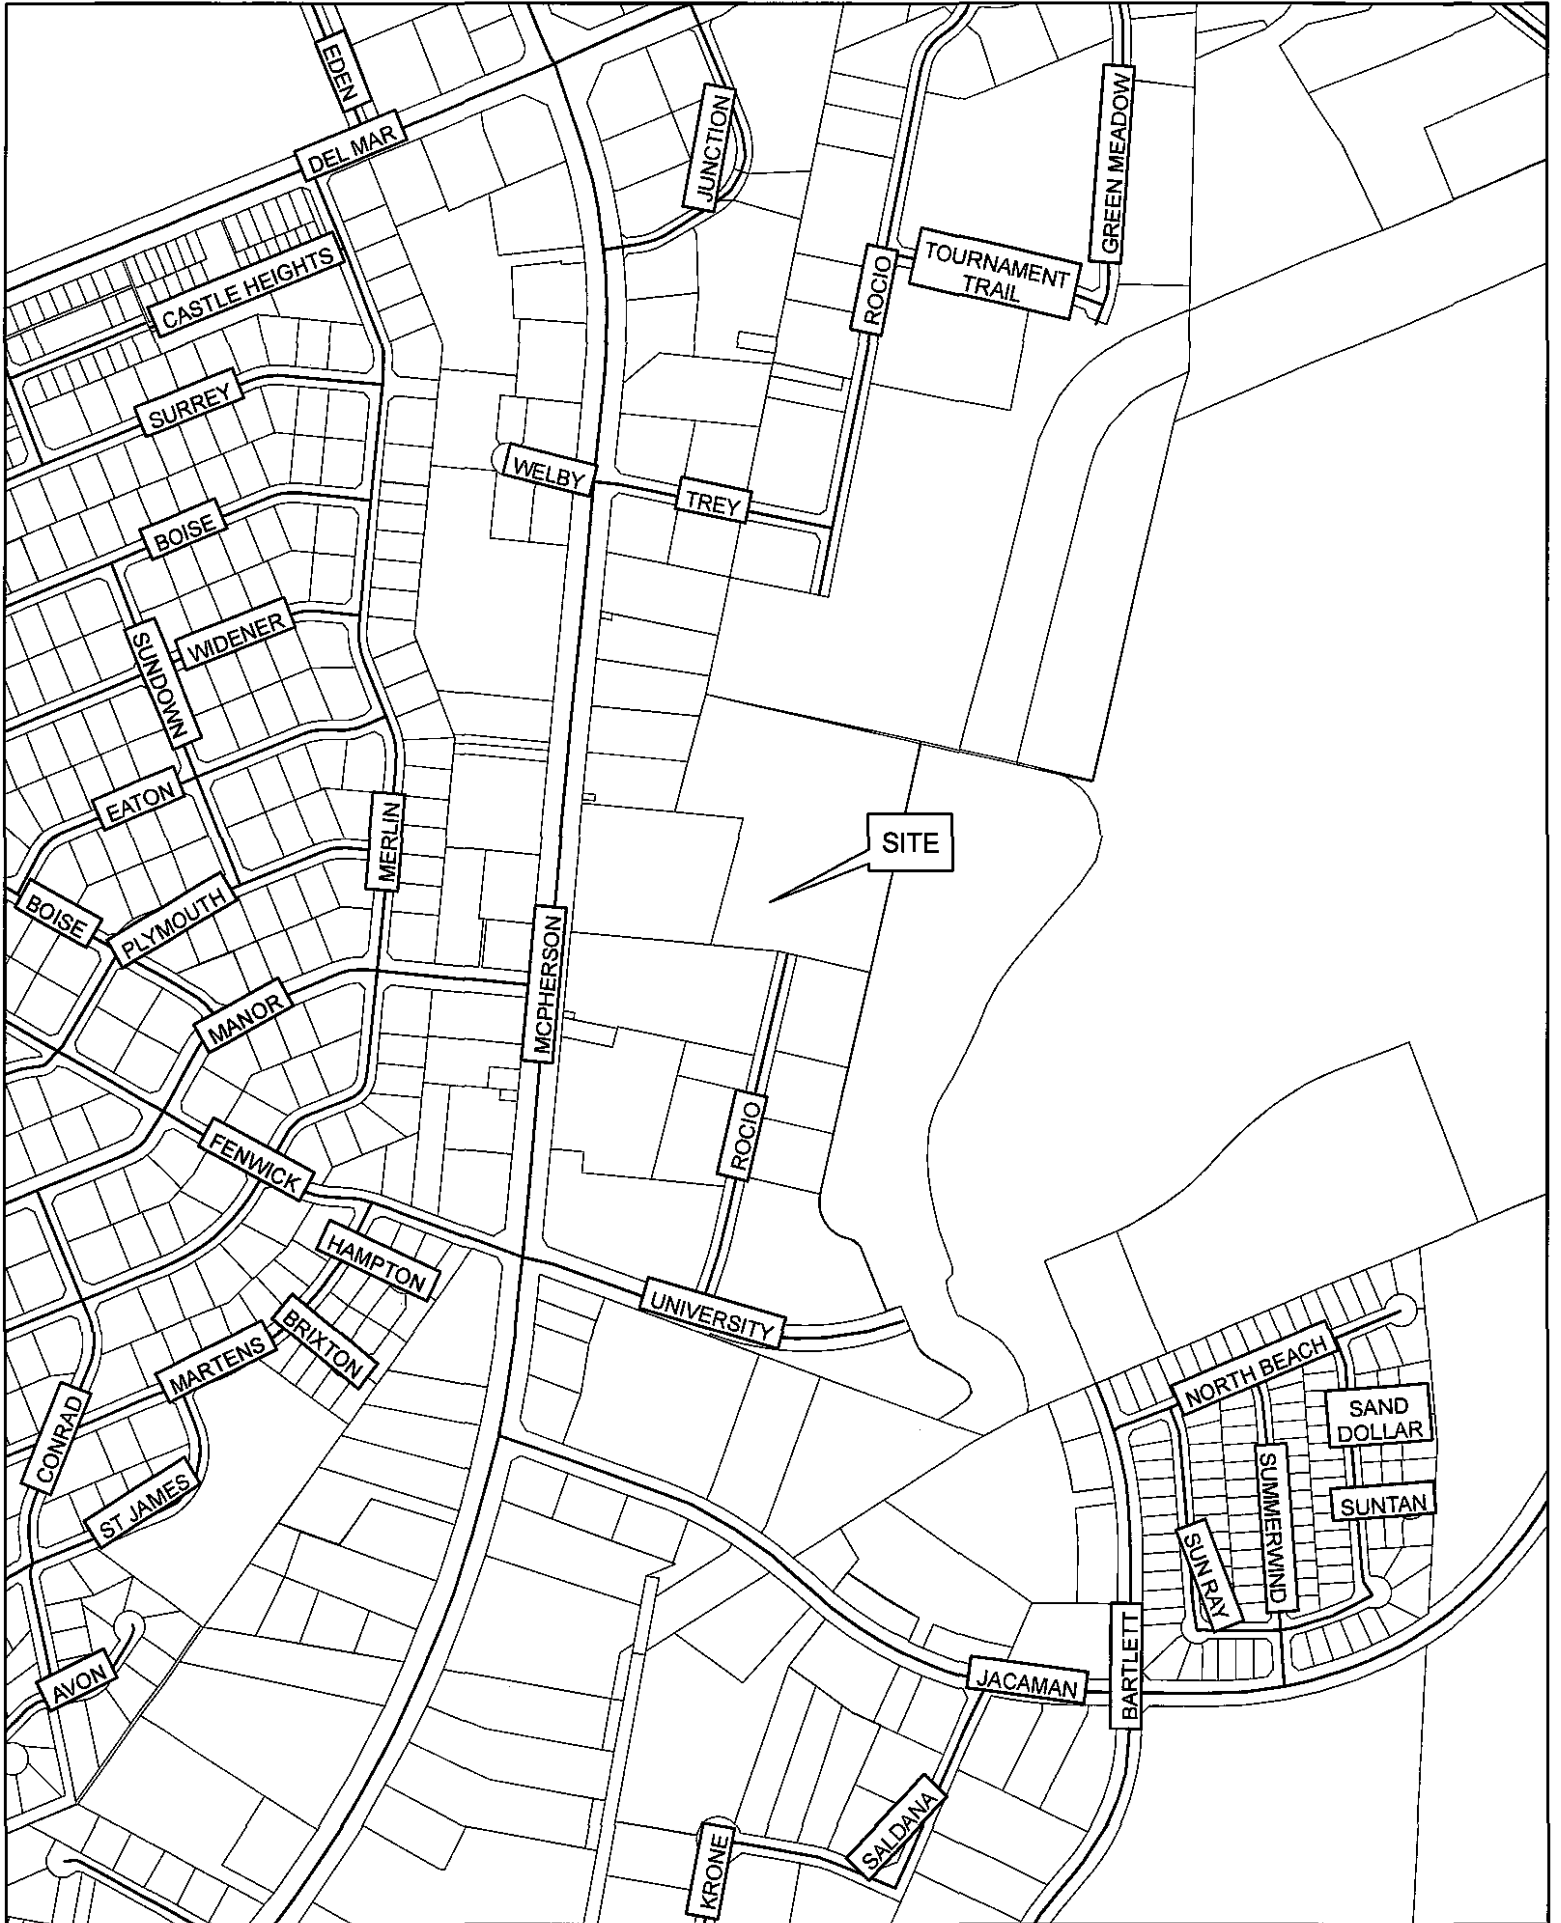 EDEN
DEL MAR
JUNCTION
GREEN MEADOW
CASTLE HEIGHTS
ROCIO
TOURNAMENT
TRAIL
SURREY
WELBY
TREY
BOISE
WIDENER
SUNDOWN
EATON
MERLIN
SITE
BOISE
PLYMOUTH
MCPHERSON
MANOR
ROCIO
FENWICK
HAMPTON
UNIVERSITY
BRIXTON
MARTENS
NORTH BEACH
CONRAD
SAND
DOLLAR
ST JAMES
SUMMERWIND
SUNTAN
SUN RAY
AVON
JACAMAN
BARTLETT
SALDANA
KRONE